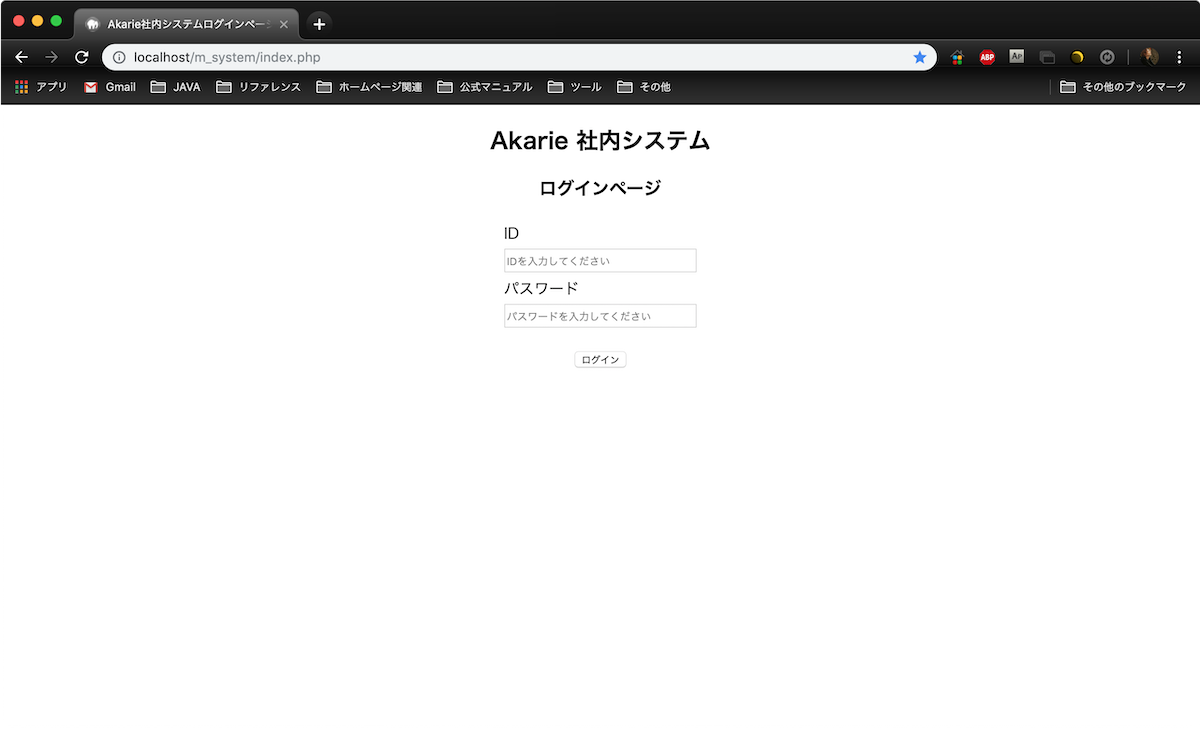 Akarie社内システムログインペー
localhost/m_system/index.php
ABP
AP
アプリ Gmail JAVA リファレンス ホームページ関連 公式マニュアル ツール その他 その他のブックマーク
Akarie 社内システム
ログインページ
ID
IDを入力してください
パスワード
パスワードを入力してください
ログイン